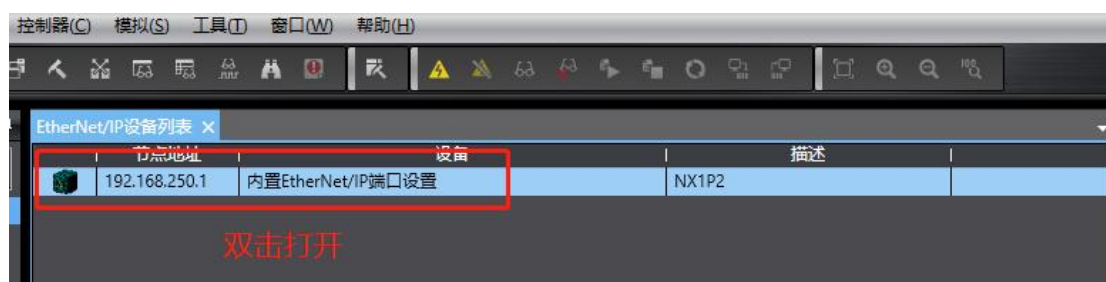 控制器(C) 模拟(S) 工具(T) 窗口(W) 帮助(H)
EtherNet/IP设备列表
节点地址 设备 描述
192.168.250.1 内置EtherNet/IP端口设置 NX1P2
双击打开